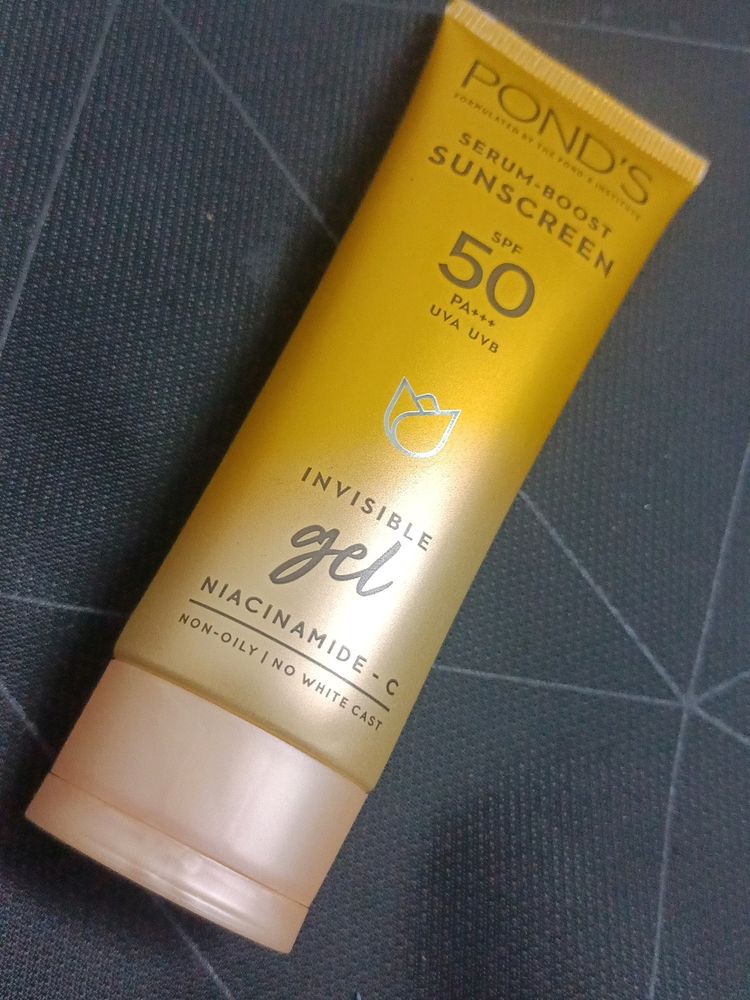 POND'S
FORMULATED BY THE POND'S INSTITUTE
SERUM-BOOST
SUNSCREEN
SPF
50
PA+++
UVA UVB
INVISIBLE
gel
NIACINAMIDE - C
NON-OILY | NO WHITE CAST